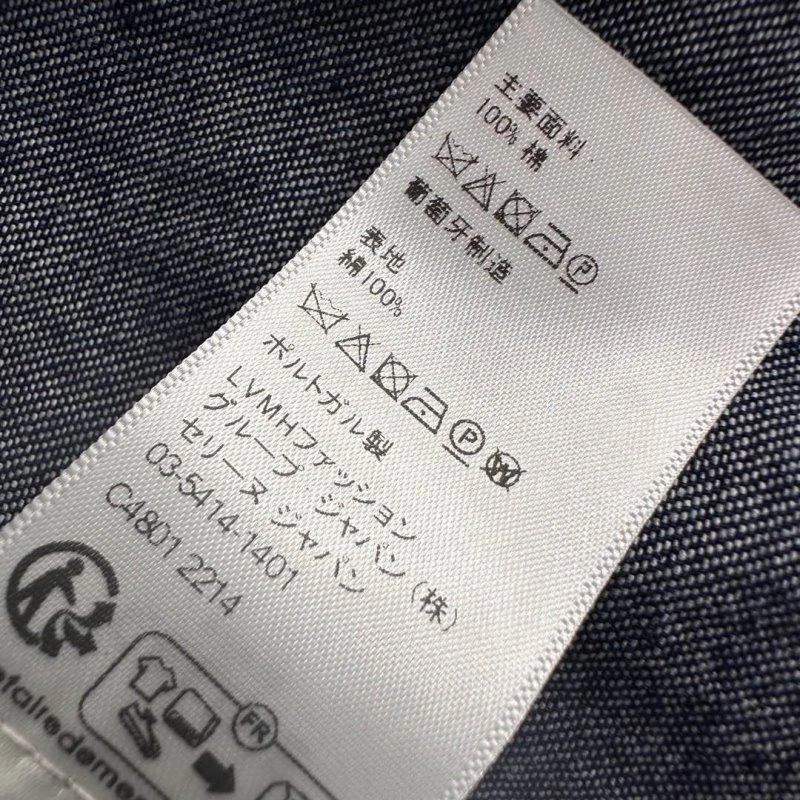 主要面料
100% 棉
葡萄牙制造
表地
綿100%
P
ポルトガル製
LVMHファッション
グループ ジャパン(株)
セリーヌ ジャパン
03-5414-1401
C4801 2214
FR
P
W